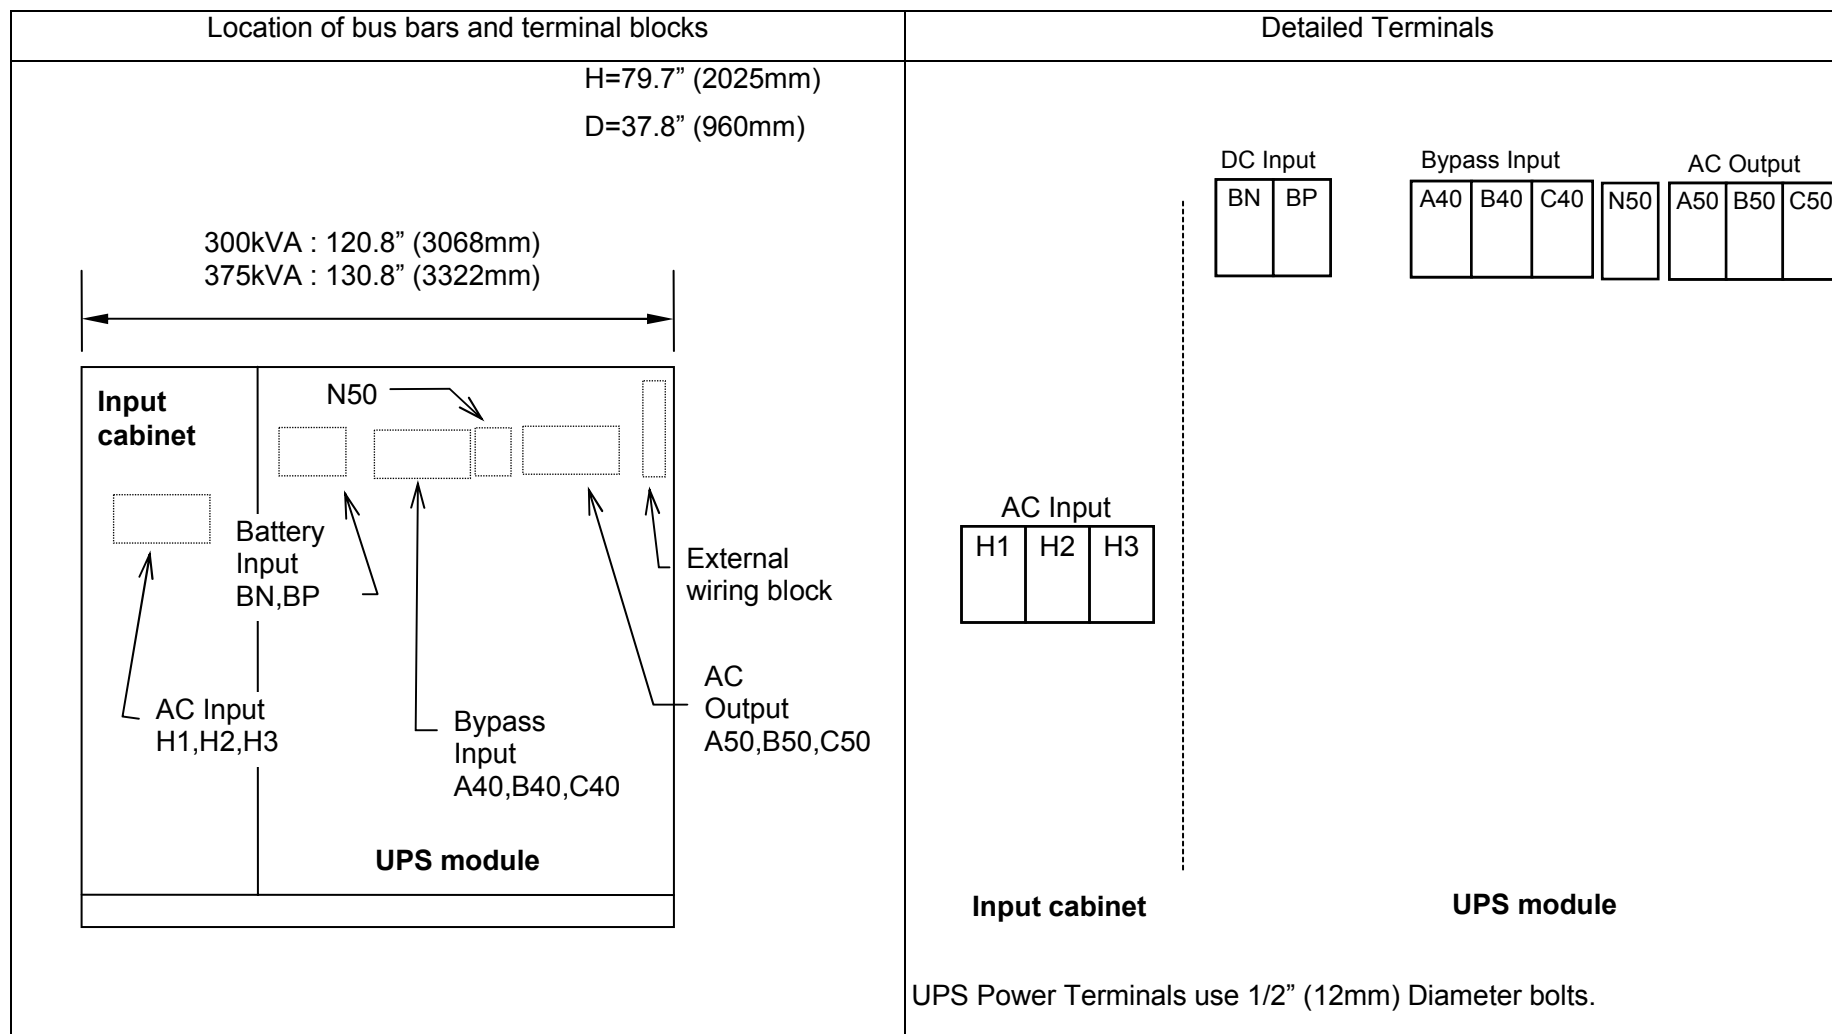 Location of bus bars and terminal blocks
Detailed Terminals
H=79.7” (2025mm)
D=37.8” (960mm)
300kVA : 120.8” (3068mm)
375kVA : 130.8” (3322mm)
Input
cabinet
N50
Battery
Input
BN,BP
External
wiring block
AC Input
H1,H2,H3
Bypass
Input
A40,B40,C40
AC
Output
A50,B50,C50
UPS module
DC Input
BN BP
Bypass Input
A40 B40 C40
N50
AC Output
A50 B50 C50
AC Input
H1 H2 H3
Input cabinet
UPS module
UPS Power Terminals use 1/2” (12mm) Diameter bolts.